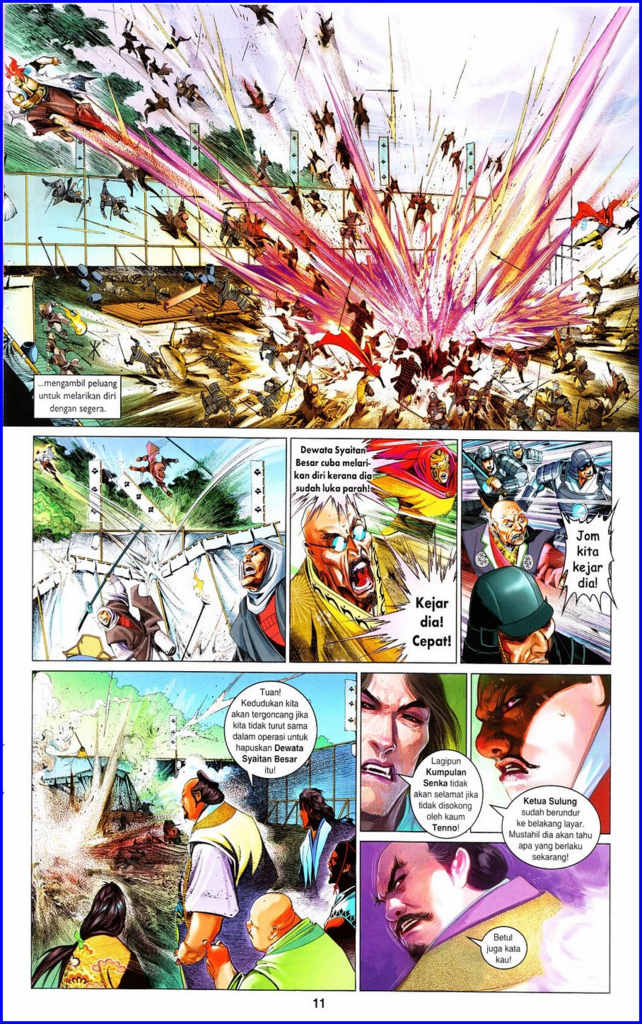 ...mengambil peluang
untuk melarikan diri
dengan segera.
Dewata Syaitan
Besar cuba melari-
kan diri kerana dia
sudah luka parah!
Kejar
dia!
Cepat!
Jom
kita
kejar
dia!
Tuan!
Kedudukan kita
akan tergoncang jika
kita tidak turut sama
dalam operasi untuk
hapuskan Dewata
Syaitan Besar
itu!
Lagipun
Kumpulan
Senka tidak
akan selamat jika
tidak disokong
oleh kaum
Tenno!
Ketua Sulung
sudah berundur
ke belakang layar.
Mustahil dia akan tahu
apa yang berlaku
sekarang!
Betul
juga kata
kau!
11